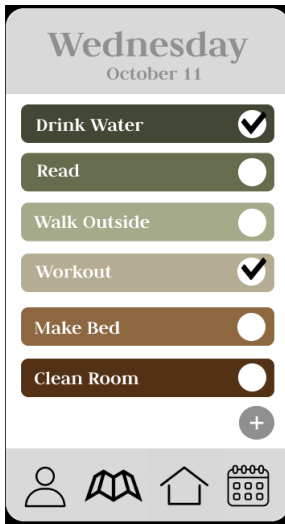 Wednesday
October 11
Drink Water
Read
Walk Outside
Workout
Make Bed
Clean Room
+